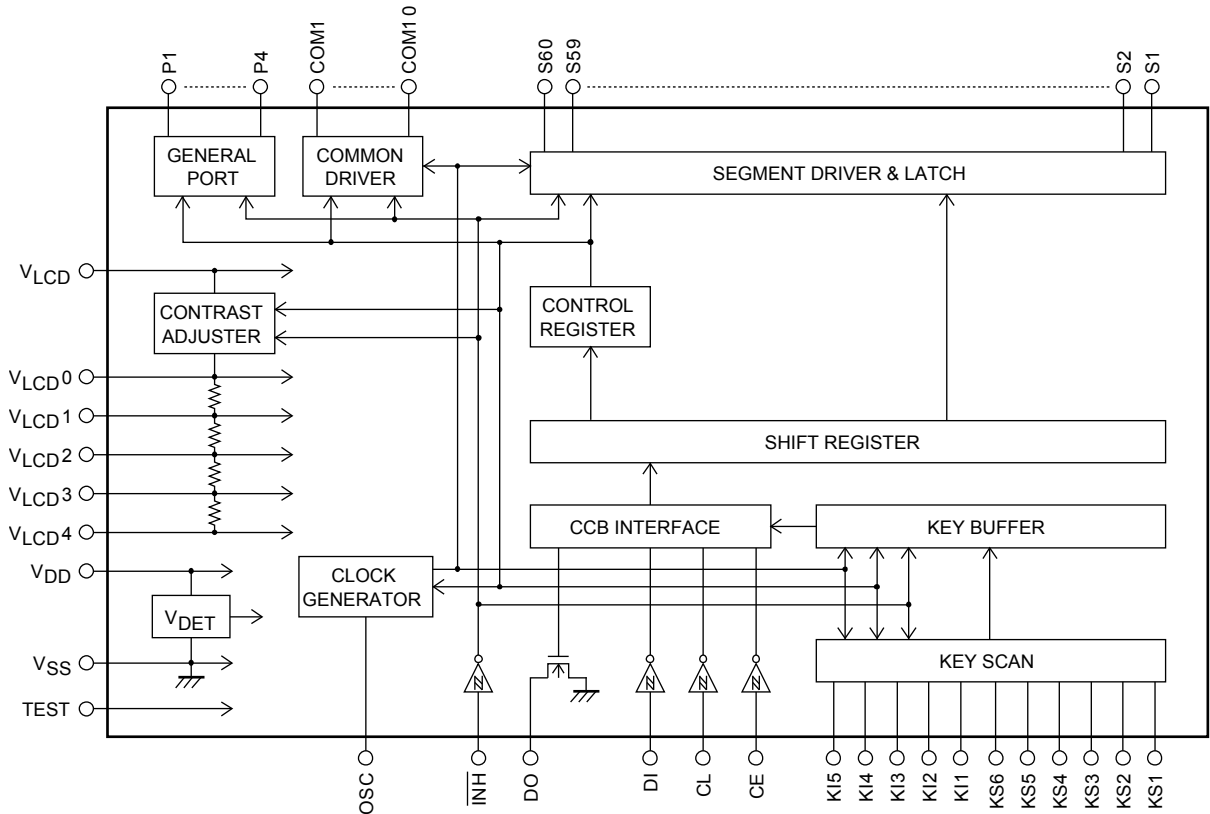 P1
P4
COM1
COM10
S60
S59
S2
S1
GENERAL
PORT
COMMON
DRIVER
SEGMENT DRIVER & LATCH
VLCD
CONTRAST
ADJUSTER
CONTROL
REGISTER
VLCD0
VLCD1
VLCD2
VLCD3
VLCD4
SHIFT REGISTER
CCB INTERFACE
KEY BUFFER
VDD
CLOCK
GENERATOR
VDET
VSS
KEY SCAN
TEST
OSC
INH
DO
DI
CL
CE
KI5
KI4
KI3
KI2
KI1
KS6
KS5
KS4
KS3
KS2
KS1